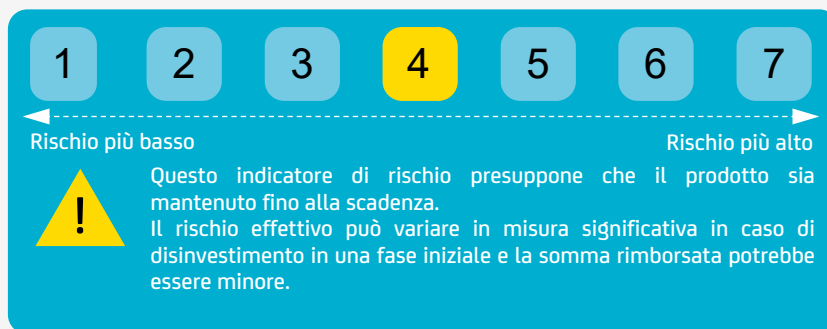 1 2 3 4 5 6 7
Rischio più basso Rischio più alto
Questo indicatore di rischio presuppone che il prodotto sia
mantenuto fino alla scadenza.
Il rischio effettivo può variare in misura significativa in caso di
disinvestimento in una fase iniziale e la somma rimborsata potrebbe
essere minore.
!